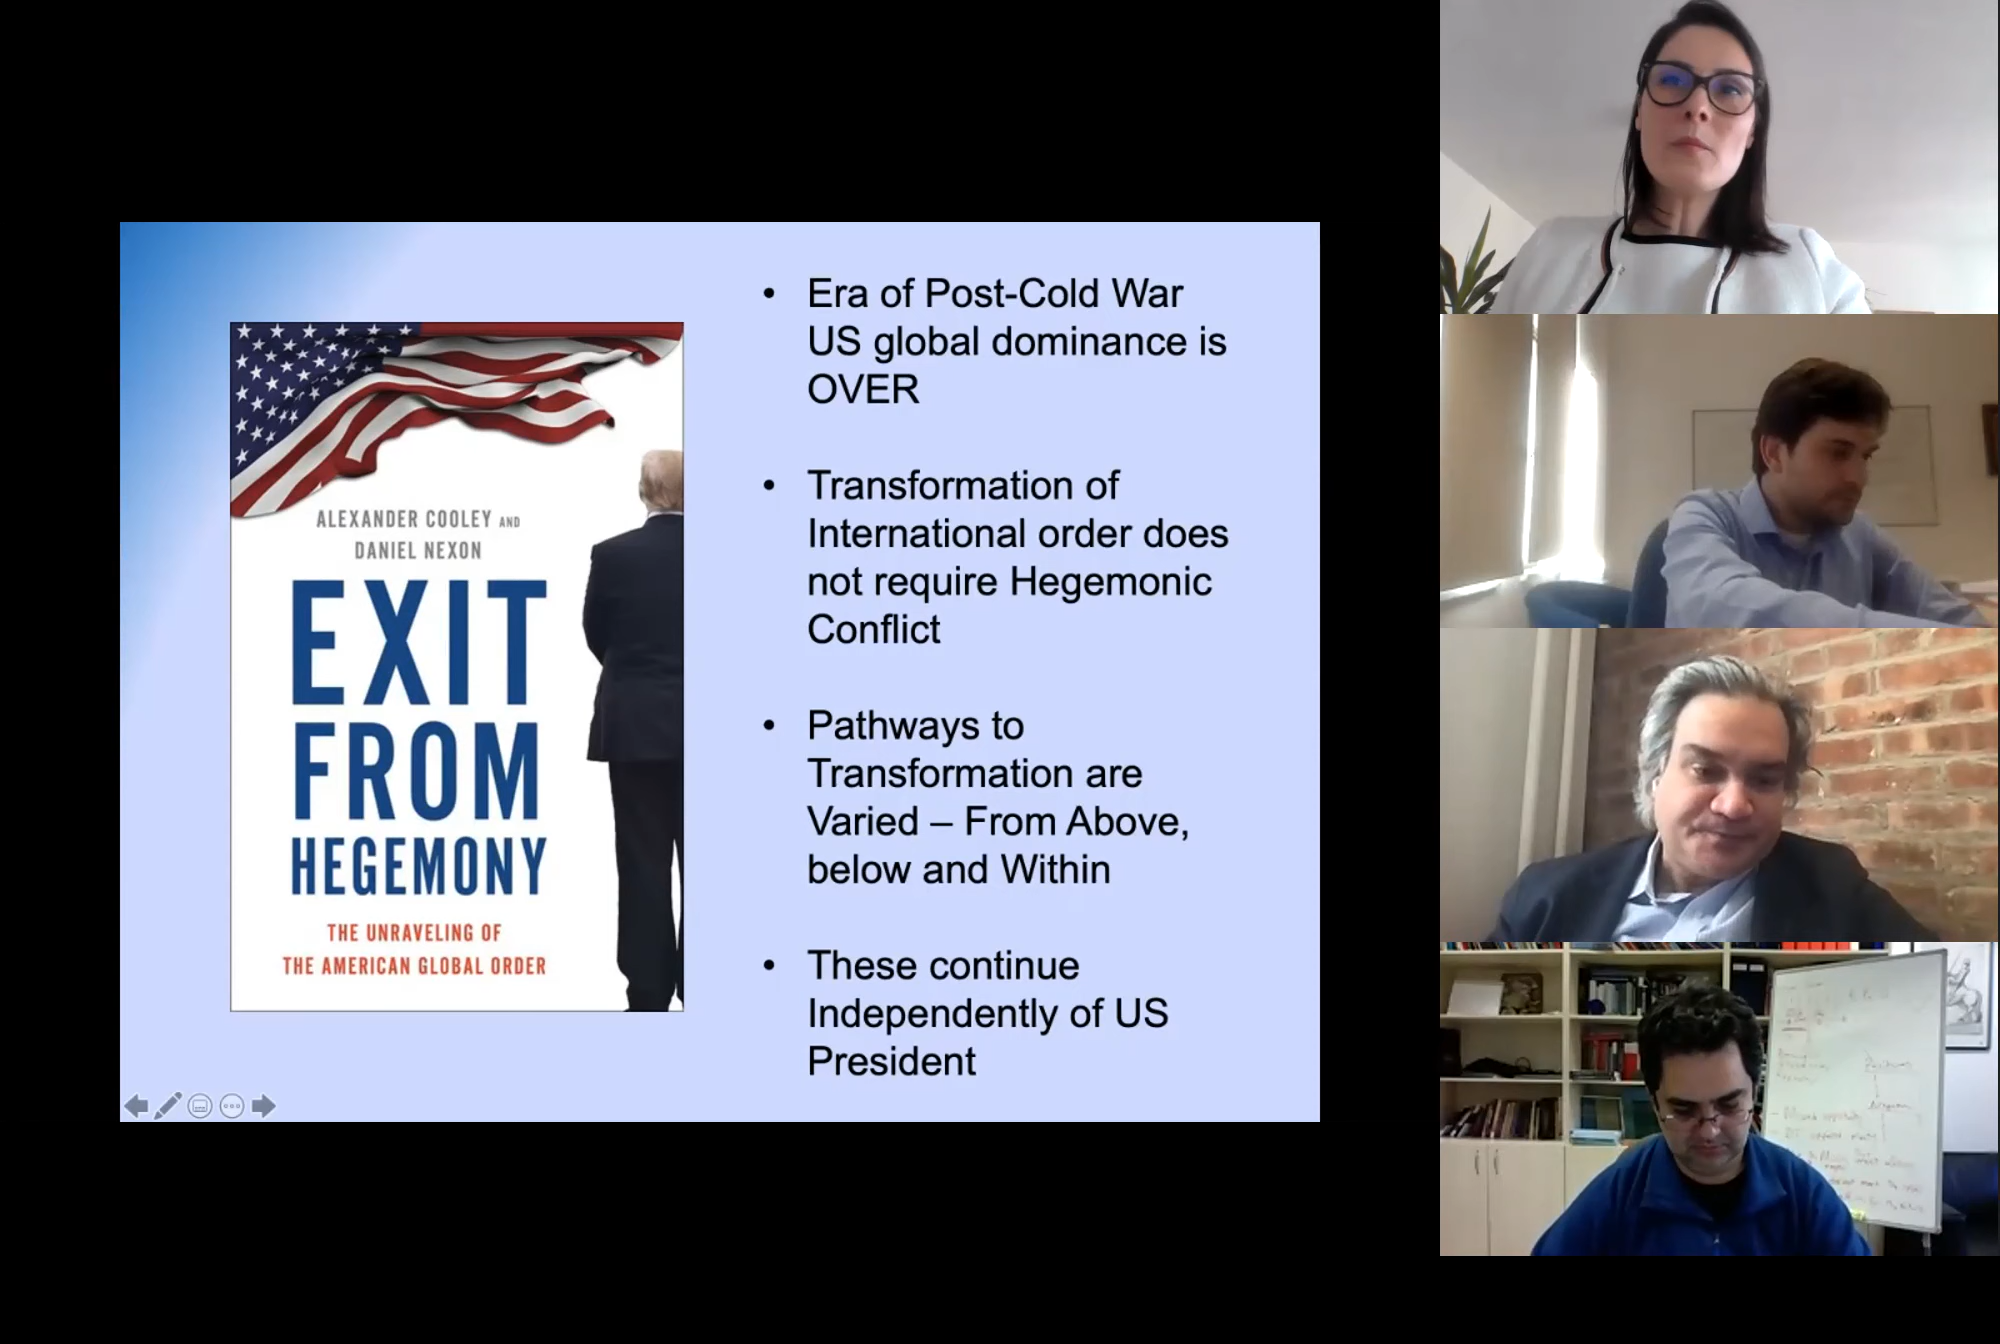 ALEXANDER COOLEY AND
DANIEL NEXON
EXIT
FROM
HEGEMONY
THE UNRAVELING OF
THE AMERICAN GLOBAL ORDER
• Era of Post-Cold War
US global dominance is
OVER
• Transformation of
International order does
not require Hegemonic
Conflict
• Pathways to
Transformation are
Varied – From Above,
below and Within
• These continue
Independently of US
President